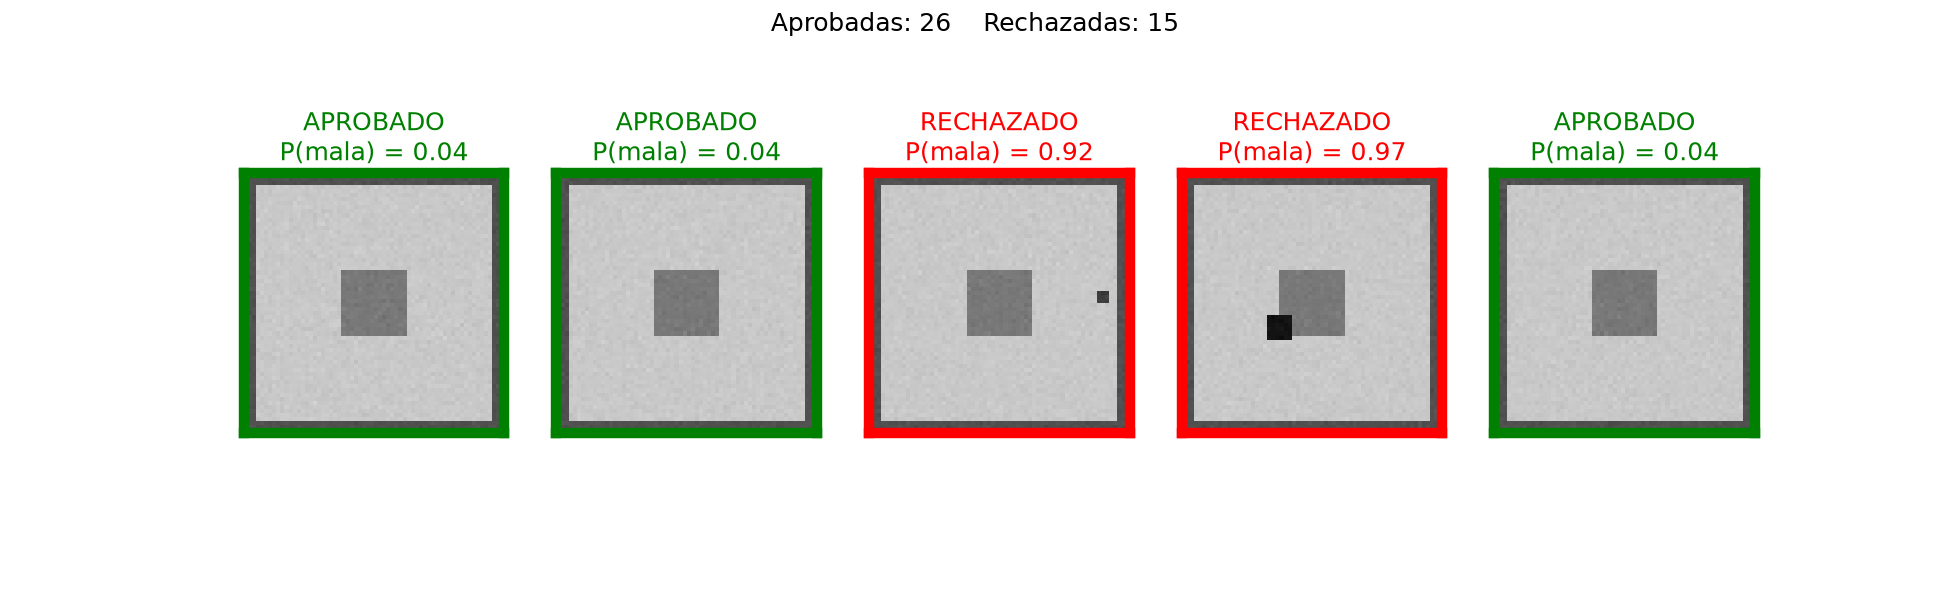 Aprobadas: 26    Rechazadas: 15
APROBADO
P(mala) = 0.04
APROBADO
P(mala) = 0.04
RECHAZADO
P(mala) = 0.92
RECHAZADO
P(mala) = 0.97
APROBADO
P(mala) = 0.04